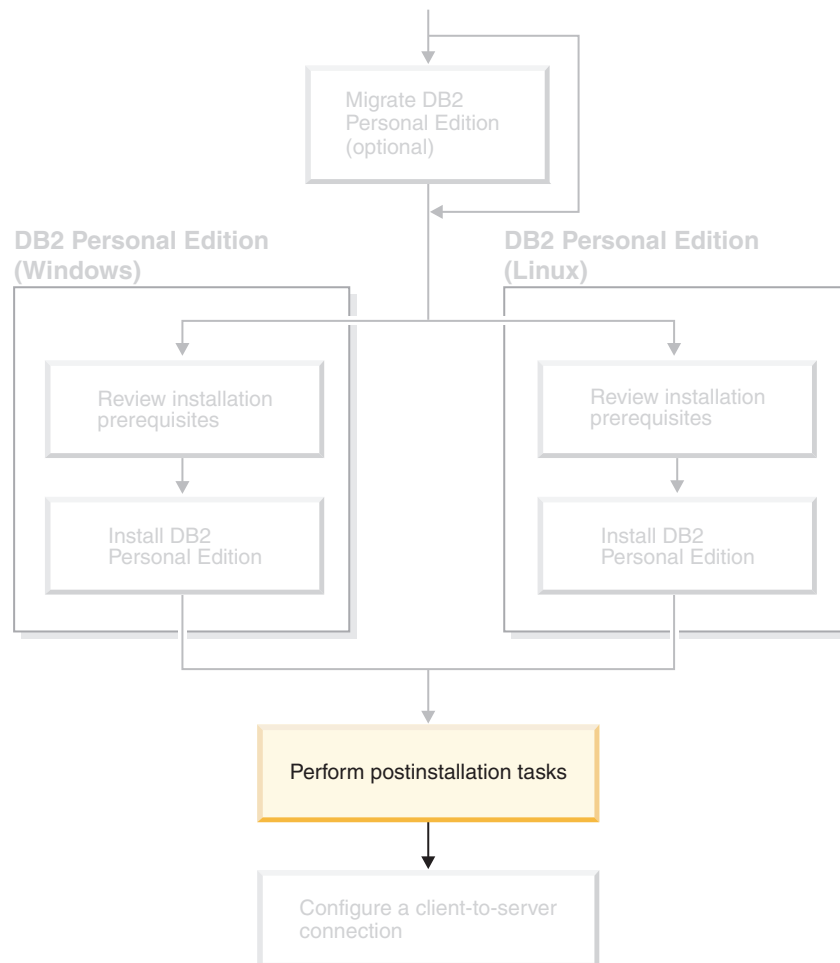 Migrate DB2
Personal Edition
(optional)
DB2 Personal Edition
(Windows)
Review installation
prerequisites
Install DB2
Personal Edition
DB2 Personal Edition
(Linux)
Review installation
prerequisites
Install DB2
Personal Edition
Perform postinstallation tasks
Configure a client-to-server
connection